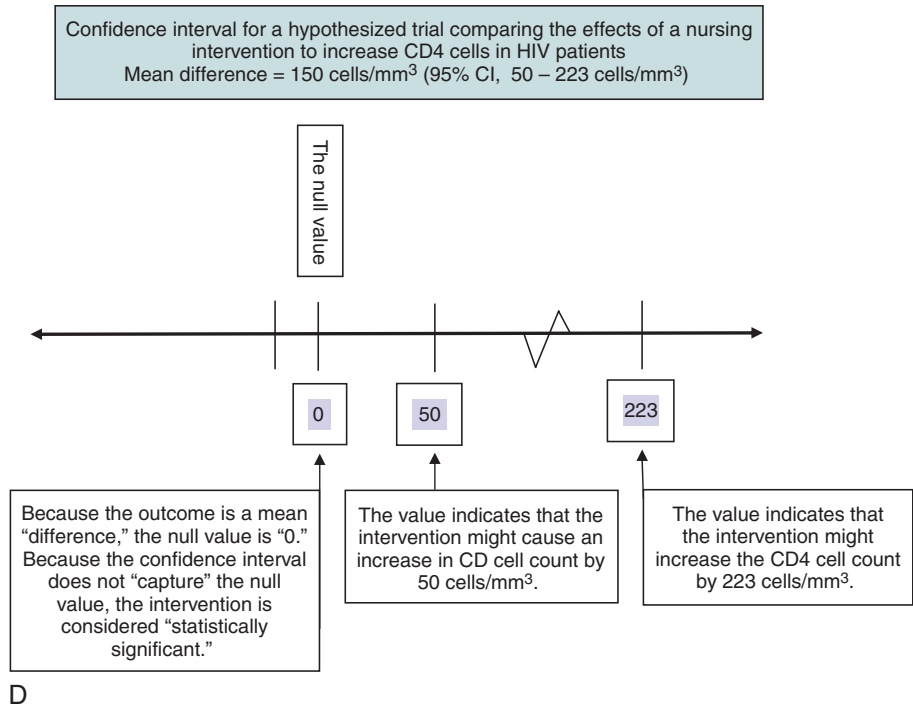 Confidence interval for a hypothesized trial comparing the effects of a nursing
intervention to increase CD4 cells in HIV patients
Mean difference = 150 cells/mm³ (95% CI, 50 – 223 cells/mm³)
The null value
0
50
223
Because the outcome is a mean
“difference,” the null value is “0.”
Because the confidence interval
does not “capture” the null
value, the intervention is
considered “statistically
significant.”
The value indicates that the
intervention might cause an
increase in CD cell count by
50 cells/mm³.
The value indicates that
the intervention might
increase the CD4 cell count
by 223 cells/mm³.
D